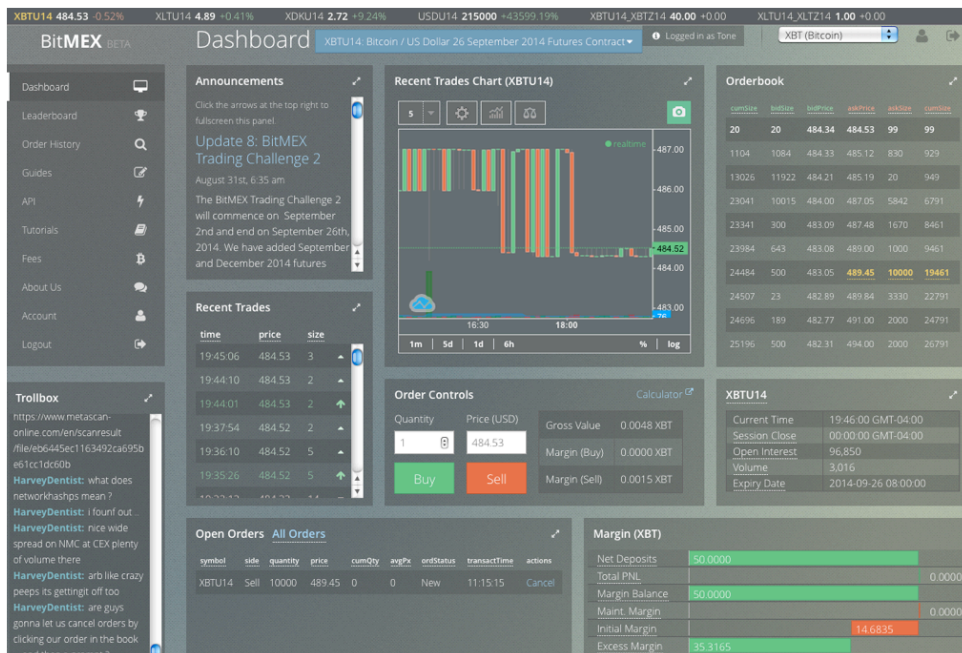 XBTU14 484.53 -0.52% XLTU14 4.89 +0.41% XDKU14 2.72 +9.24% USDU14 215000 +43599.19% XBTU14_XBTZ14 40.00 +0.00 XLTU14_XLTZ14 1.00 +0.00
BitMEX BETA
Dashboard
XBTU14: Bitcoin / US Dollar 26 September 2014 Futures Contract
Logged in as Tone
XBT (Bitcoin)
Dashboard
Leaderboard
Order History
Guides
API
Tutorials
Fees
About Us
Account
Logout
Trollbox
https://www.metascan-
online.com/en/scanresult
/file/eb6445ec1163492ca695b
e61cc1dc60b
HarveyDentist: what does
networkhashps mean ?
HarveyDentist: i founf out...
HarveyDentist: nice wide
spread on NMC at CEX plenty
of volume there
HarveyDentist: arb like crazy
peeps its gettingit off too
HarveyDentist: are guys
gonna let us cancel orders by
clicking our order in the book
Announcements
Click the arrows at the top right to
fullscreen this panel.
Update 8: BitMEX
Trading Challenge 2
August 31st, 6:35 am
The BitMEX Trading Challenge 2
will commence on September
2nd and end on September 26th,
2014. We have added September
and December 2014 futures
Recent Trades
time price size
19:45:06 484.53 3
19:44:10 484.53 2
19:44:01 484.53 2
19:37:54 484.52 2
19:36:10 484.52 5
19:35:26 484.52 5
Recent Trades Chart (XBTU14)
5
realtime
487.00
486.00
485.00
484.52
484.00
483.00
76
16:30 18:00
1m 5d 1d 6h % log
Order Controls
Calculator
Quantity Price (USD)
1 484.53
Buy Sell
Gross Value 0.0048 XBT
Margin (Buy) 0.0000 XBT
Margin (Sell) 0.0015 XBT
Orderbook
cumSize bidSize bidPrice askPrice askSize cumSize
20 20 484.34 484.53 99 99
1104 1084 484.33 485.12 830 929
13026 11922 484.21 485.19 20 949
23041 10015 484.00 487.05 5842 6791
23341 300 483.09 487.48 1670 8461
23984 643 483.08 489.00 1000 9461
24484 500 483.05 489.45 10000 19461
24507 23 482.89 489.84 3330 22791
24696 189 482.77 491.00 2000 24791
25196 500 482.31 494.00 2000 26791
XBTU14
Current Time 19:46:00 GMT-04:00
Session Close 00:00:00 GMT-04:00
Open Interest 96,850
Volume 3,016
Expiry Date 2014-09-26 08:00:00
Open Orders All Orders
symbol side quantity price cumQty avgPx ordStatus transactTime actions
XBTU14 Sell 10000 489.45 0 0 New 11:15:15 Cancel
Margin (XBT)
Net Deposits 50.0000
Total PNL 0.0000
Margin Balance 50.0000
Maint. Margin 0.0000
Initial Margin 14.6835
Excess Margin 35.3165